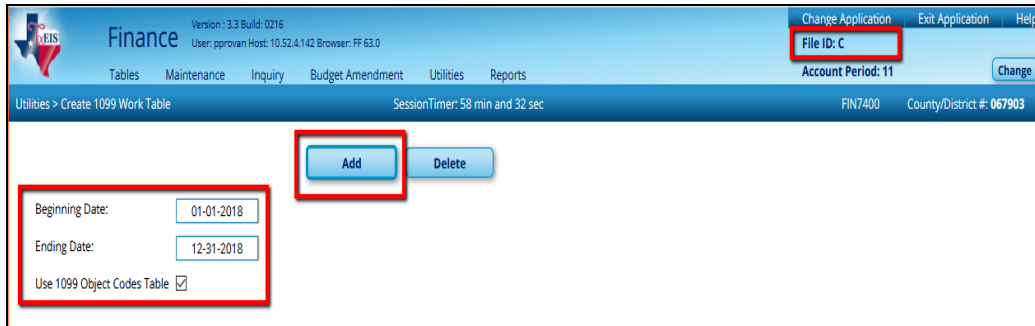 TxEIS
Finance
Version : 3.3 Build: 0216
User: pprovan Host: 10.52.4.142 Browser: FF 63.0
Change Application Exit Application Help
File ID: C
Account Period: 11 Change
Tables Maintenance Inquiry Budget Amendment Utilities Reports
Utilities > Create 1099 Work Table SessionTimer: 58 min and 32 sec FIN7400 County/District #: 067903
Add Delete
Beginning Date: 01-01-2018
Ending Date: 12-31-2018
Use 1099 Object Codes Table